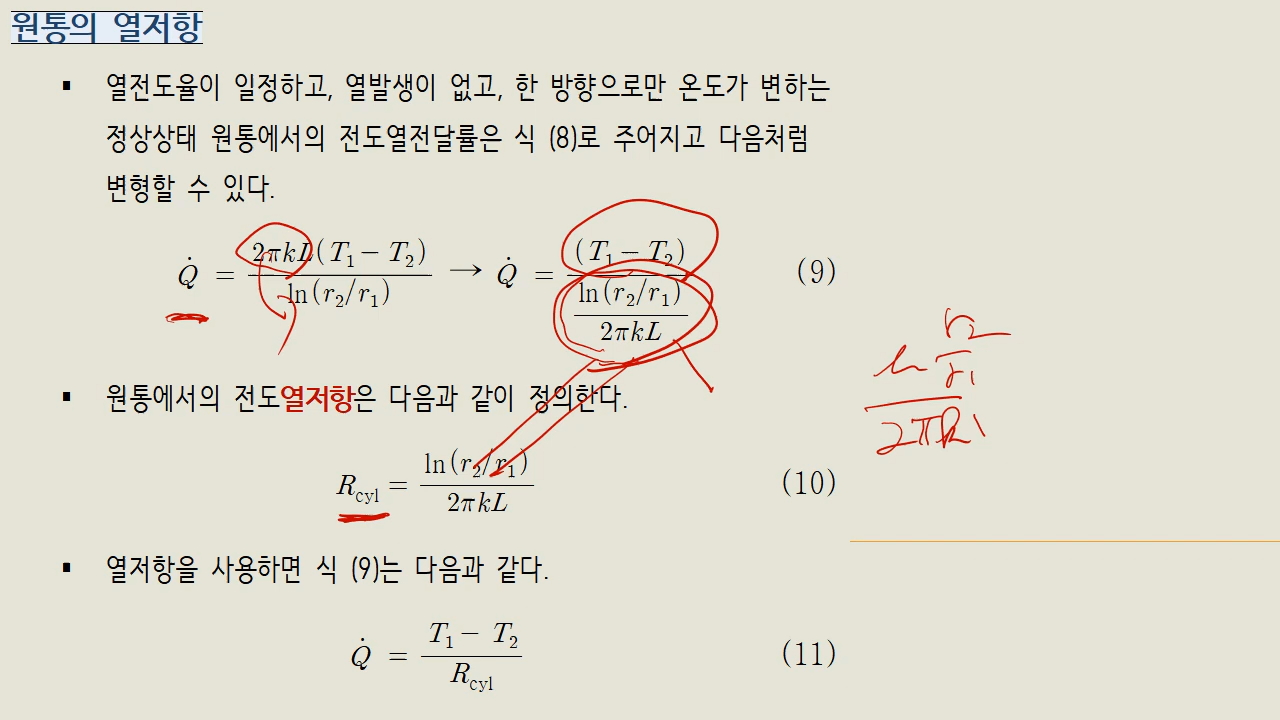 원통의 열저항
▪ 열전도율이 일정하고, 열발생이 없고, 한 방향으로만 온도가 변하는
정상상태 원통에서의 전도열전달률은 식 (8)로 주어지고 다음처럼
변형할 수 있다.
Q̇ = 2πkL(T₁ − T₂) / ln(r₂/r₁) → Q̇ = (T₁ − T₂) / (ln(r₂/r₁) / 2πkL) (9)
▪ 원통에서의 전도열저항은 다음과 같이 정의한다.
R_cyl = ln(r₂/r₁) / 2πkL (10)
▪ 열저항을 사용하면 식 (9)는 다음과 같다.
Q̇ = (T₁ − T₂) / R_cyl (11)